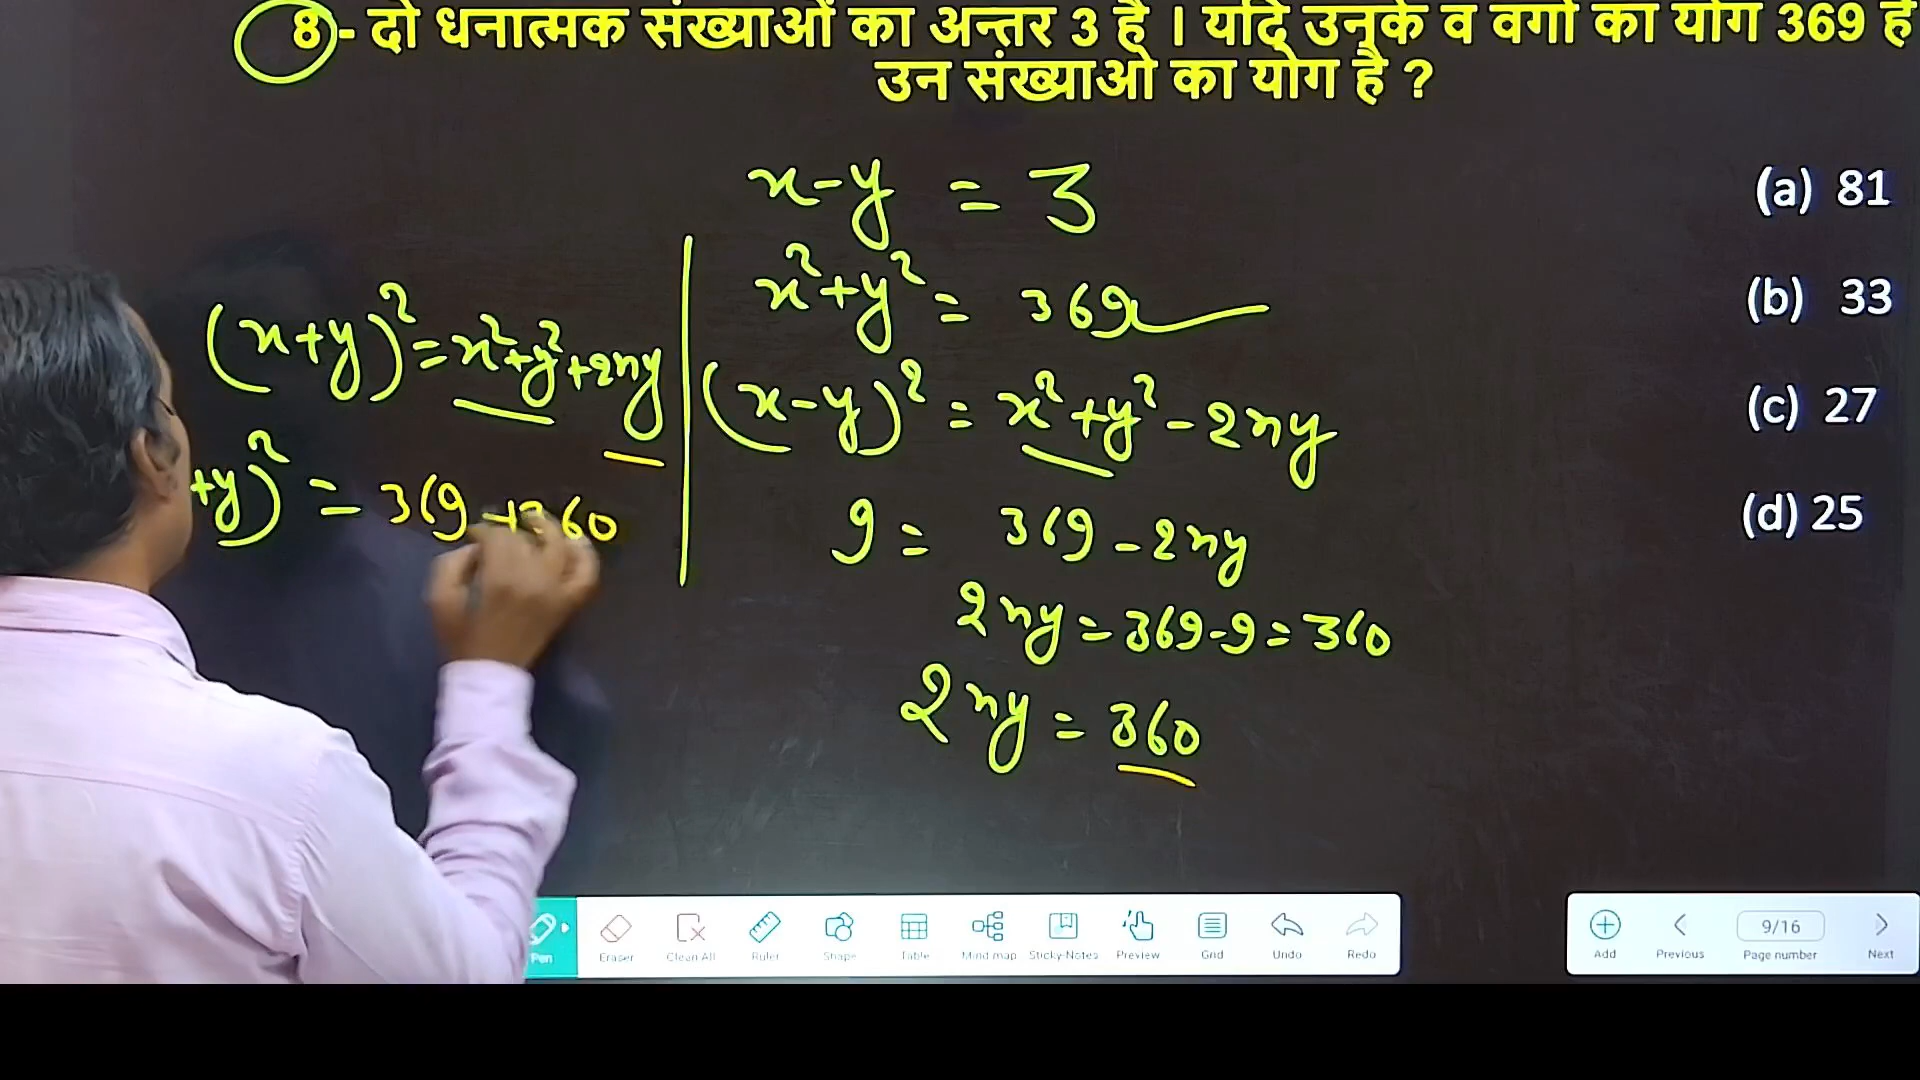 8- दो धनात्मक संख्याओं का अन्तर 3 है । यदि उनके व वर्गो का योग 369 है
उन संख्याओ का योग है ?
x-y = 3
x²+y² = 369
(x-y)² = x²+y²-2xy
9 = 369-2xy
2xy = 369-9 = 360
2xy = 360
(x+y)² = x²+y²+2xy
+y)² = 369+360
(a) 81
(b) 33
(c) 27
(d) 25
Pen Eraser Clean All Ruler Shape Table Mind map Sticky-Notes Preview Grid Undo Redo
9/16
Add Previous Page number Next